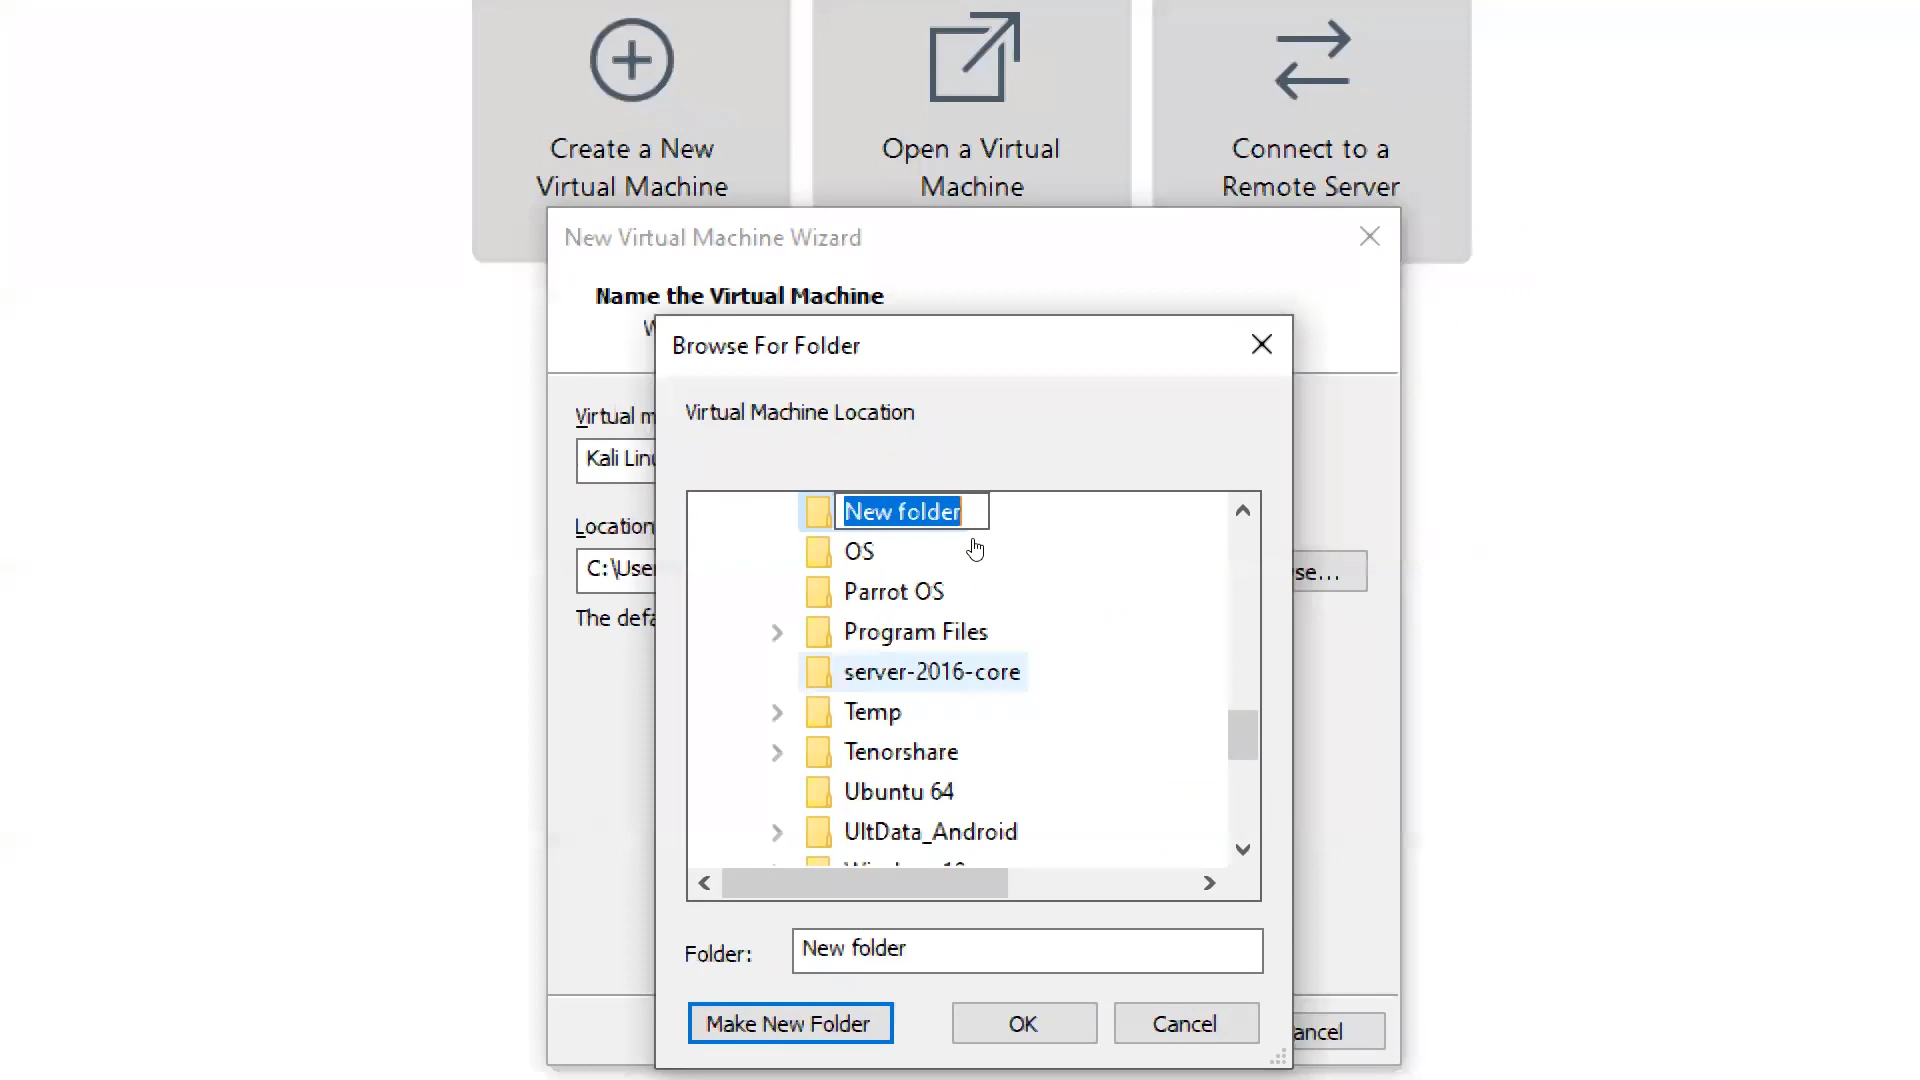 Create a New
Virtual Machine
Open a Virtual
Machine
Connect to a
Remote Server
New Virtual Machine Wizard
Name the Virtual Machine
Browse For Folder
Virtual Machine Location
Virtual m
Kali Linu
Location
C:\User
The defa
New folder
OS
Parrot OS
Program Files
server-2016-core
Temp
Tenorshare
Ubuntu 64
UltData_Android
se...
Folder:
New folder
Make New Folder
OK
Cancel
ancel